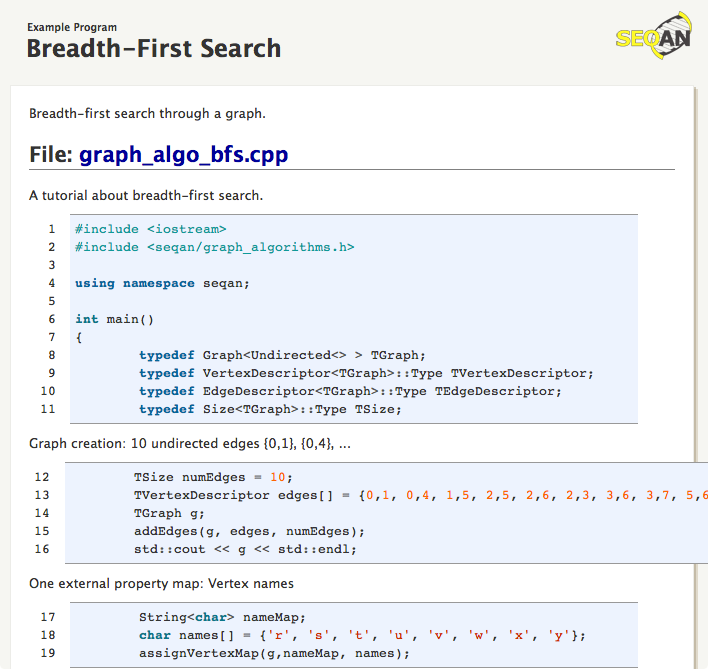 Example Program
Breadth-First Search
SEQAN
Breadth-first search through a graph.
File: graph_algo_bfs.cpp
A tutorial about breadth-first search.
1 #include <iostream>
2 #include <seqan/graph_algorithms.h>
3
4 using namespace seqan;
5
6 int main()
7 {
8 typedef Graph<Undirected<> > TGraph;
9 typedef VertexDescriptor<TGraph>::Type TVertexDescriptor;
10 typedef EdgeDescriptor<TGraph>::Type TEdgeDescriptor;
11 typedef Size<TGraph>::Type TSize;
Graph creation: 10 undirected edges {0,1}, {0,4}, ...
12 TSize numEdges = 10;
13 TVertexDescriptor edges[] = {0,1, 0,4, 1,5, 2,5, 2,6, 2,3, 3,6, 3,7, 5,6
14 TGraph g;
15 addEdges(g, edges, numEdges);
16 std::cout << g << std::endl;
One external property map: Vertex names
17 String<char> nameMap;
18 char names[] = {'r', 's', 't', 'u', 'v', 'w', 'x', 'y'};
19 assignVertexMap(g,nameMap, names);